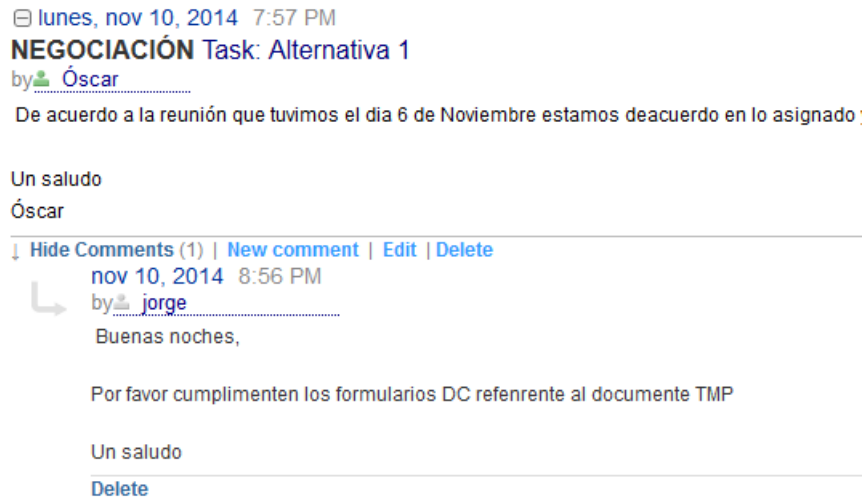 lunes, nov 10, 2014 7:57 PM
NEGOCIACIÓN Task: Alternativa 1
by Óscar
De acuerdo a la reunión que tuvimos el dia 6 de Noviembre estamos deacuerdo en lo asignado
Un saludo
Óscar
↓ Hide Comments (1) | New comment | Edit | Delete
nov 10, 2014 8:56 PM
by jorge
Buenas noches,
Por favor cumplimenten los formularios DC refenrente al documente TMP
Un saludo
Delete